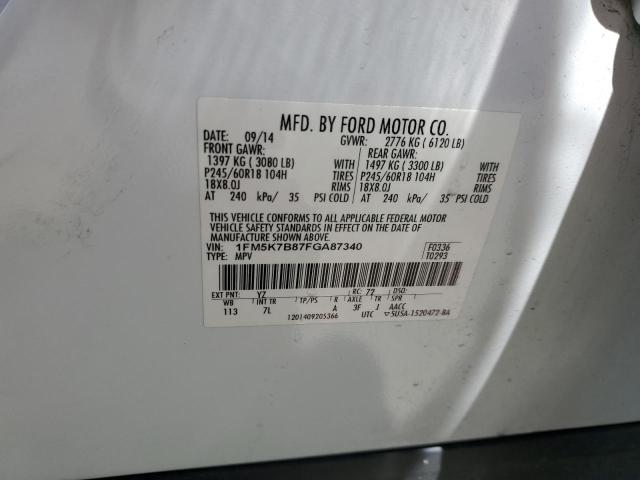 MFD. BY FORD MOTOR CO.
DATE: 09/14 GVWR: 2776 KG ( 6120 LB)
FRONT GAWR: REAR GAWR:
1397 KG ( 3080 LB) WITH 1497 KG ( 3300 LB) WITH
P245/60R18 104H TIRES P245/60R18 104H TIRES
18X8.0J RIMS 18X8.0J RIMS
AT 240 kPa/ 35 PSI COLD AT 240 kPa/ 35 PSI COLD
THIS VEHICLE CONFORMS TO ALL APPLICABLE FEDERAL MOTOR
VEHICLE SAFETY STANDARDS IN EFFECT ON THE DATE OF
MANUFACTURE SHOWN ABOVE.
VIN: 1FM5K7B87FGA87340 F0336
TYPE: MPV T0293
EXT PNT: YZ RC: 72 DSO:
WB INT TR TP/PS R AXLE TR SPR
113 7L A 3F J AACC
1201409205366 UTC ▽5U5A-1520472-BA